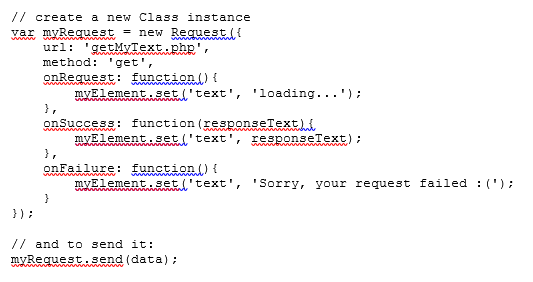 // create a new Class instance
var myRequest = new Request({
    url: 'getMyText.php',
    method: 'get',
    onRequest: function(){
        myElement.set('text', 'loading...');
    },
    onSuccess: function(responseText){
        myElement.set('text', responseText);
    },
    onFailure: function(){
        myElement.set('text', 'Sorry, your request failed :(');
    }
});

// and to send it:
myRequest.send(data);